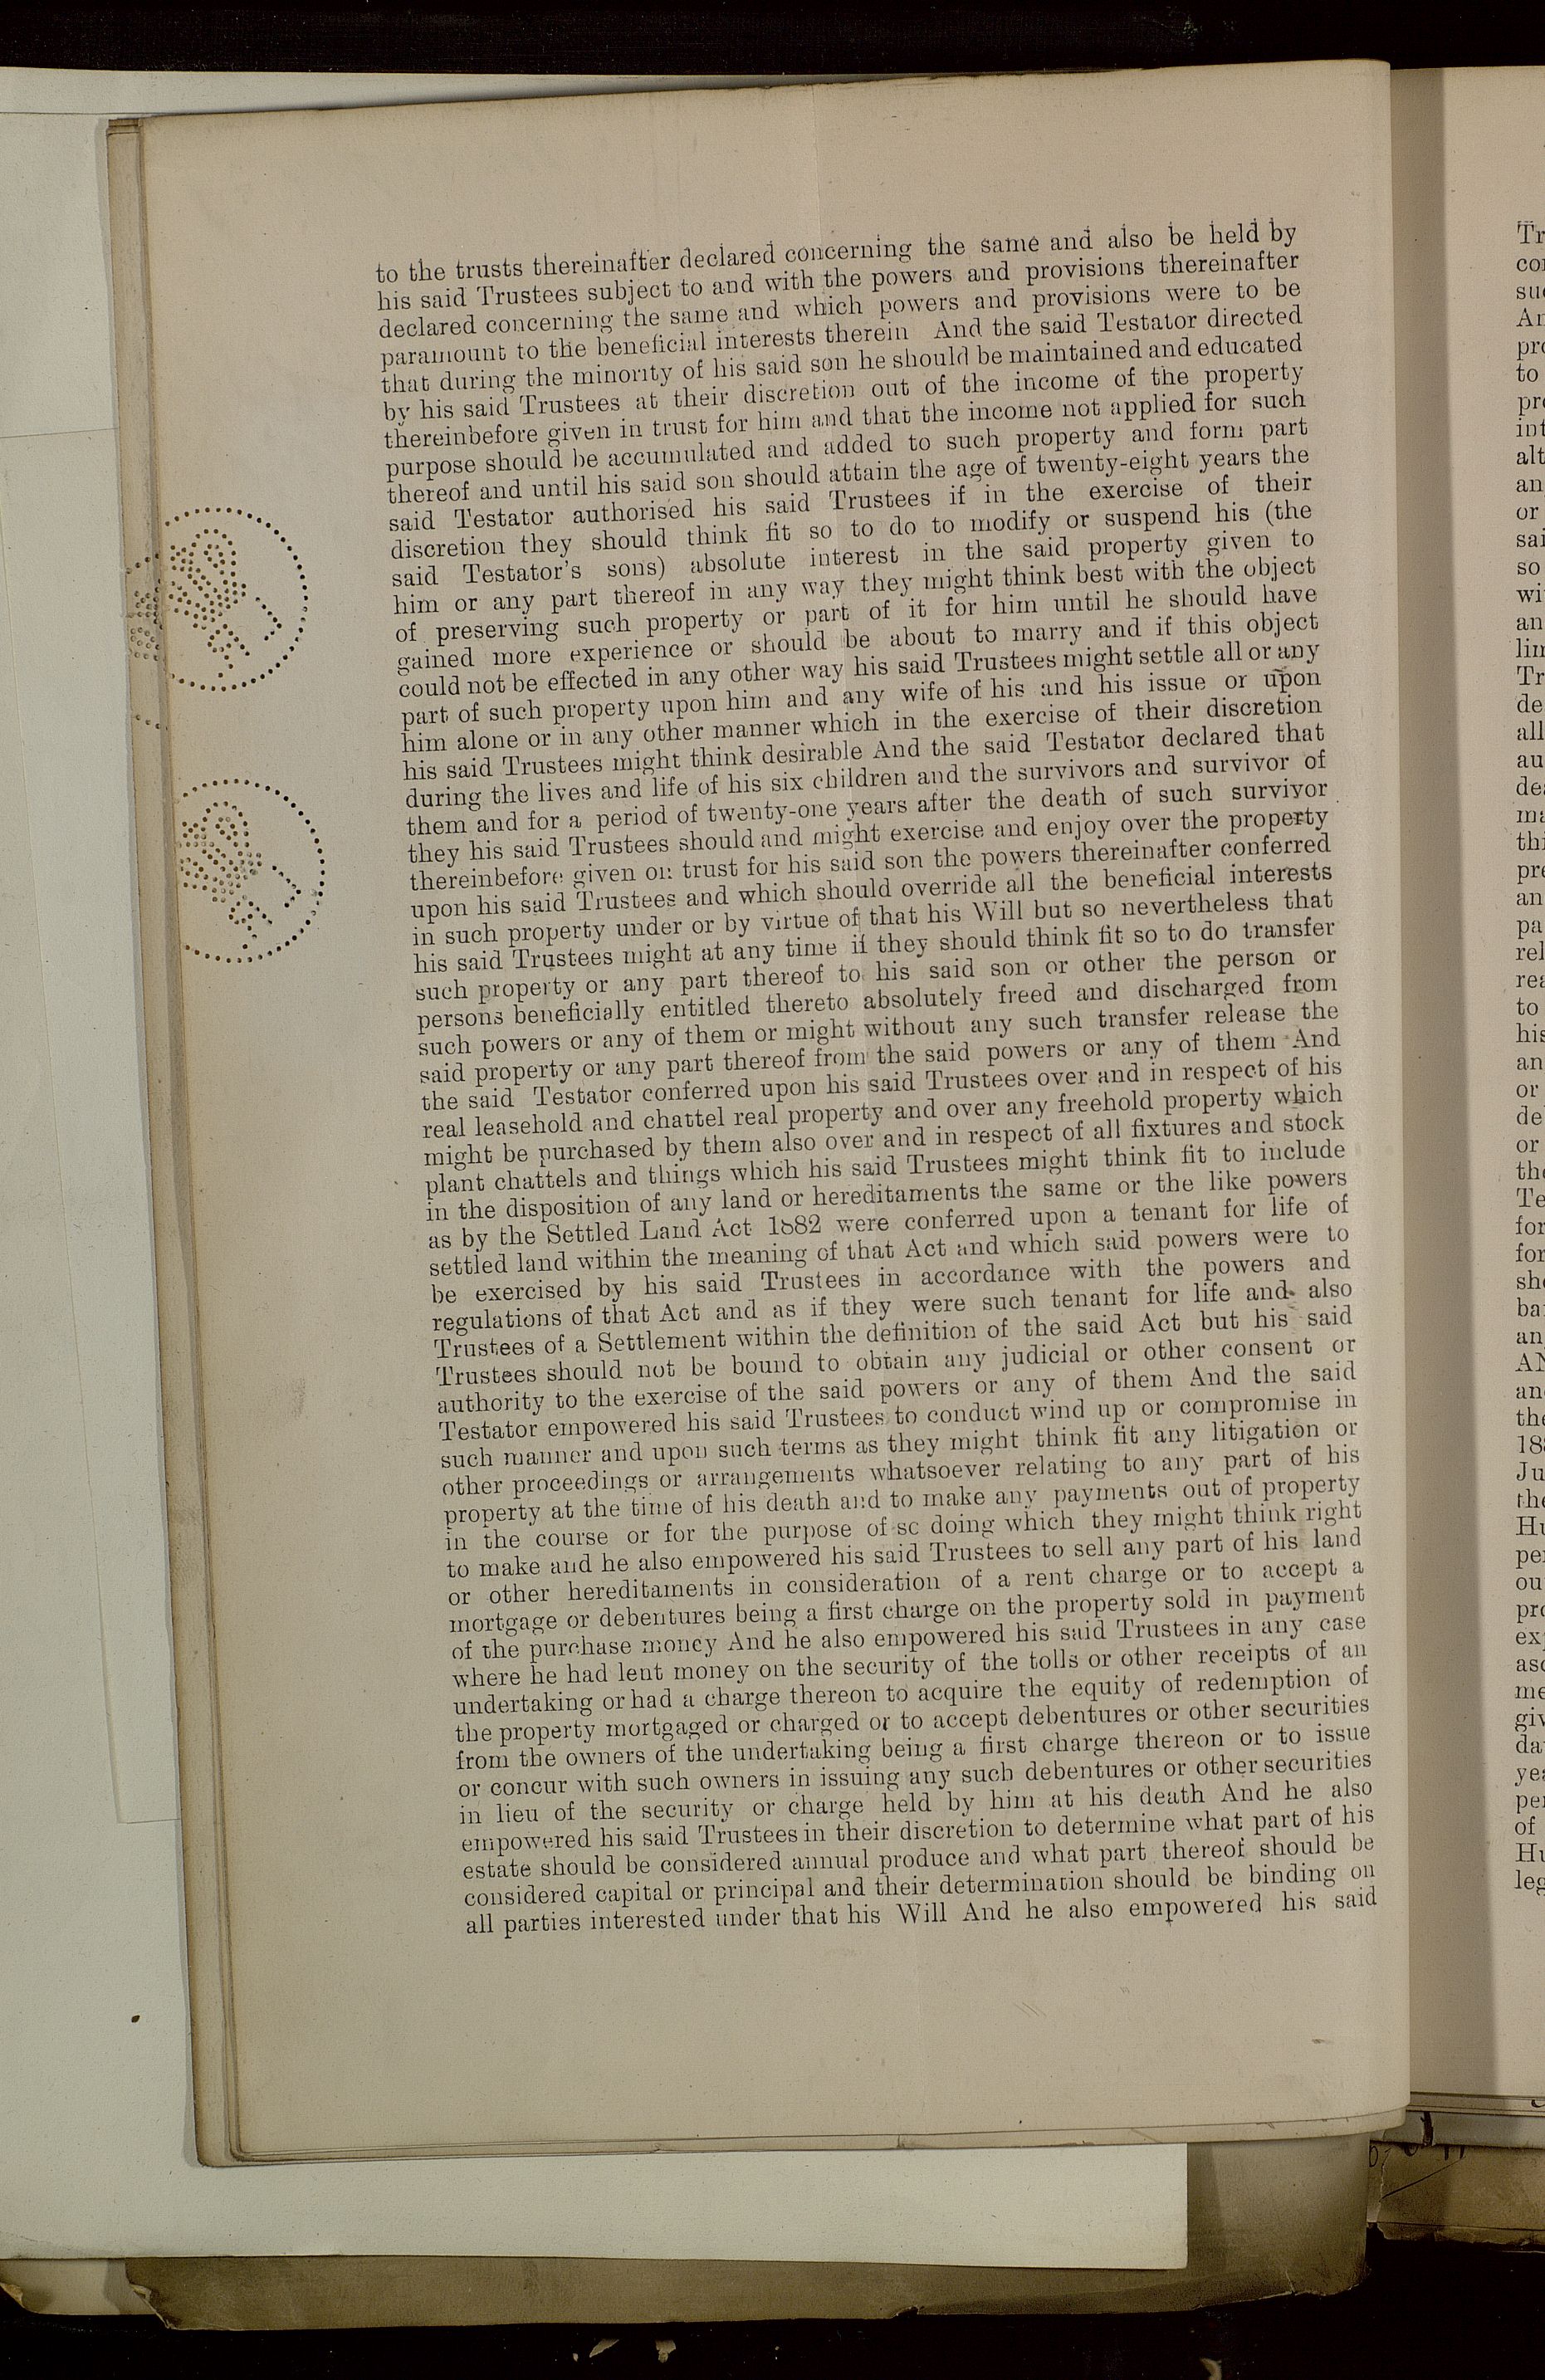 to the trusts thereinafter declared concerning the same and also be held by
his said Trustees subject to and with the powers and provisions thereinafter
declared concerning the same and which powers and provisions were to be
paramount to the beneficial interests therein And the said Testator directed
that during the minority of his said son he should be maintained and educated
by his said Trustees at their discretion out of the income of the property
thereinbefore given in trust for him and that the income not applied for such
purpose should be accumulated and added to such property and form part
thereof and until his said son should attain the age of twenty-eight years the
said Testator authorised his said Trustees if in the exercise of their
discretion they should think fit so to do to modify or suspend his (the
said Testator's sons) absolute interest in the said property given to
him or any part thereof in any way they might think best with the object
of preserving such property or part of it for him until he should have
gained more experience or should be about to marry and if this object
could not be effected in any other way his said Trustees might settle all or any
part of such property upon him and any wife of his and his issue or upon
him alone or in any other manner which in the exercise of their discretion
his said Trustees might think desirable And the said Testator declared that
during the lives and life of his six children and the survivors and survivor of
them and for a period of twenty-one years after the death of such survivor
they his said Trustees should and might exercise and enjoy over the property
thereinbefore given on trust for his said son the powers thereinafter conferred
upon his said Trustees and which should override all the beneficial interests
in such property under or by virtue of that his Will but so nevertheless that
his said Trustees might at any time if they should think fit so to do transfer
such property or any part thereof to his said son or other the person or
persons beneficially entitled thereto absolutely freed and discharged from
such powers or any of them or might without any such transfer release the
said property or any part thereof from the said powers or any of them And
the said Testator conferred upon his said Trustees over and in respect of his
real leasehold and chattel real property and over any freehold property which
might be purchased by them also over and in respect of all fixtures and stock
plant chattels and things which his said Trustees might think fit to include
in the disposition of any land or hereditaments the same or the like powers
as by the Settled Land Act 1882 were conferred upon a tenant for life of
settled land within the meaning of that Act and which said powers were to
be exercised by his said Trustees in accordance with the powers and
regulations of that Act and as if they were such tenant for life and also
Trustees of a Settlement within the definition of the said Act but his said
Trustees should not be bound to obtain any judicial or other consent or
authority to the exercise of the said powers or any of them And the said
Testator empowered his said Trustees to conduct wind up or compromise in
such manner and upon such terms as they might think fit any litigation or
other proceedings or arrangements whatsoever relating to any part of his
property at the time of his death and to make any payments out of property
in the course or for the purpose of so doing which they might think right
to make and he also empowered his said Trustees to sell any part of his land
or other hereditaments in consideration of a rent charge or to accept a
mortgage or debentures being a first charge on the property sold in payment
of the purchase money And he also empowered his said Trustees in any case
where he had lent money on the security of the tolls or other receipts of an
undertaking or had a charge thereon to acquire the equity of redemption of
the property mortgaged or charged or to accept debentures or other securities
from the owners of the undertaking being a first charge thereon or to issue
or concur with such owners in issuing any such debentures or other securities
in lieu of the security or charge held by him at his death And he also
empowered his said Trustees in their discretion to determine what part of his
estate should be considered annual produce and what part thereof should be
considered capital or principal and their determination should be binding on
all parties interested under that his Will And he also empowered his said